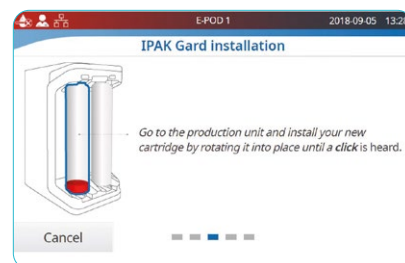 E-POD 1
2018-09-05 13:28
IPAK Gard installation
Go to the production unit and install your new
cartridge by rotating it into place until a click is heard.
Cancel